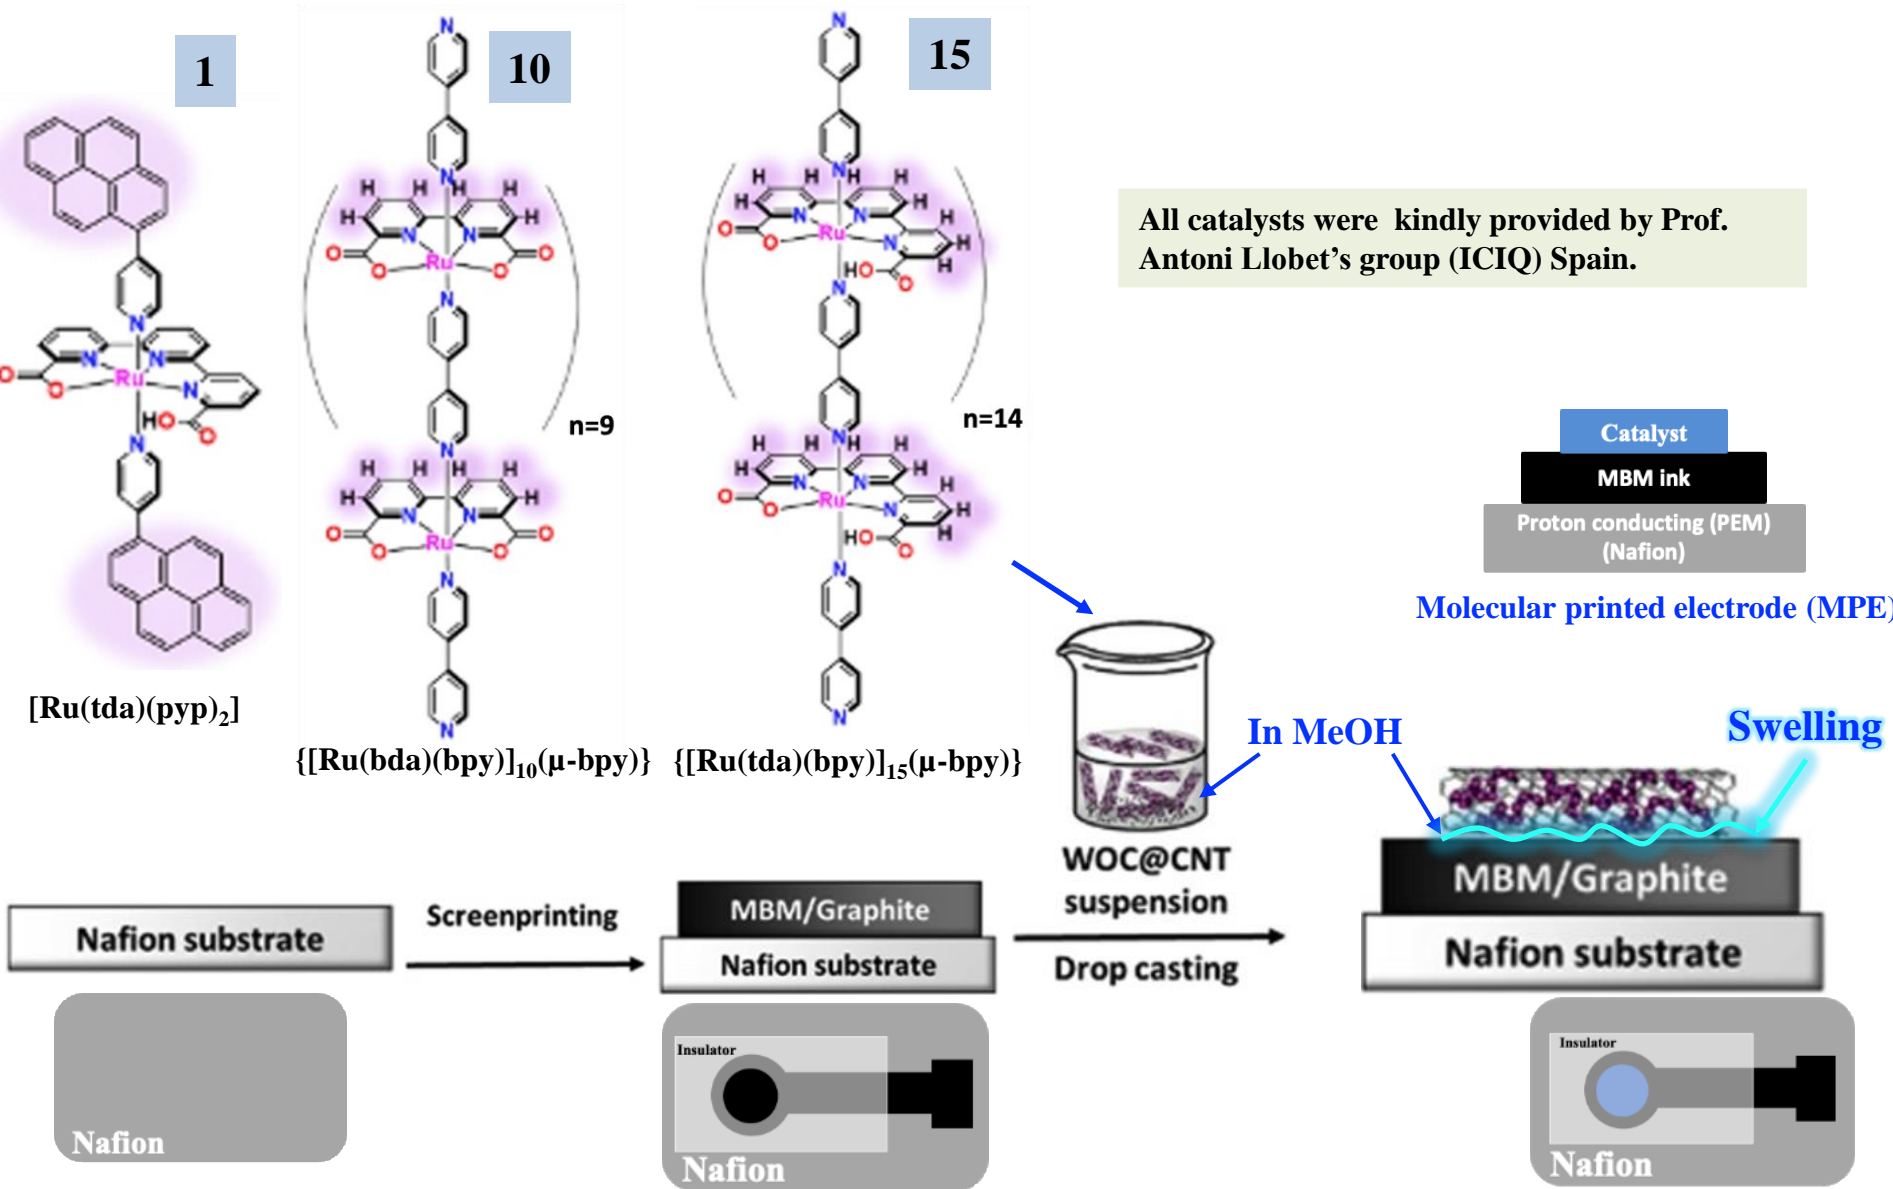 1
10
15
n=9
n=14
[Ru(tda)(pyp)₂]
{[Ru(bda)(bpy)]₁₀(µ-bpy)}
{[Ru(tda)(bpy)]₁₅(µ-bpy)}
All catalysts were kindly provided by Prof.
Antoni Llobet's group (ICIQ) Spain.
Catalyst
MBM ink
Proton conducting (PEM)
(Nafion)
Molecular printed electrode (MPE)
In MeOH
Swelling
WOC@CNT
suspension
Drop casting
Nafion substrate
Screenprinting
MBM/Graphite
Nafion substrate
MBM/Graphite
Nafion substrate
Nafion
Insulator
Nafion
Insulator
Nafion